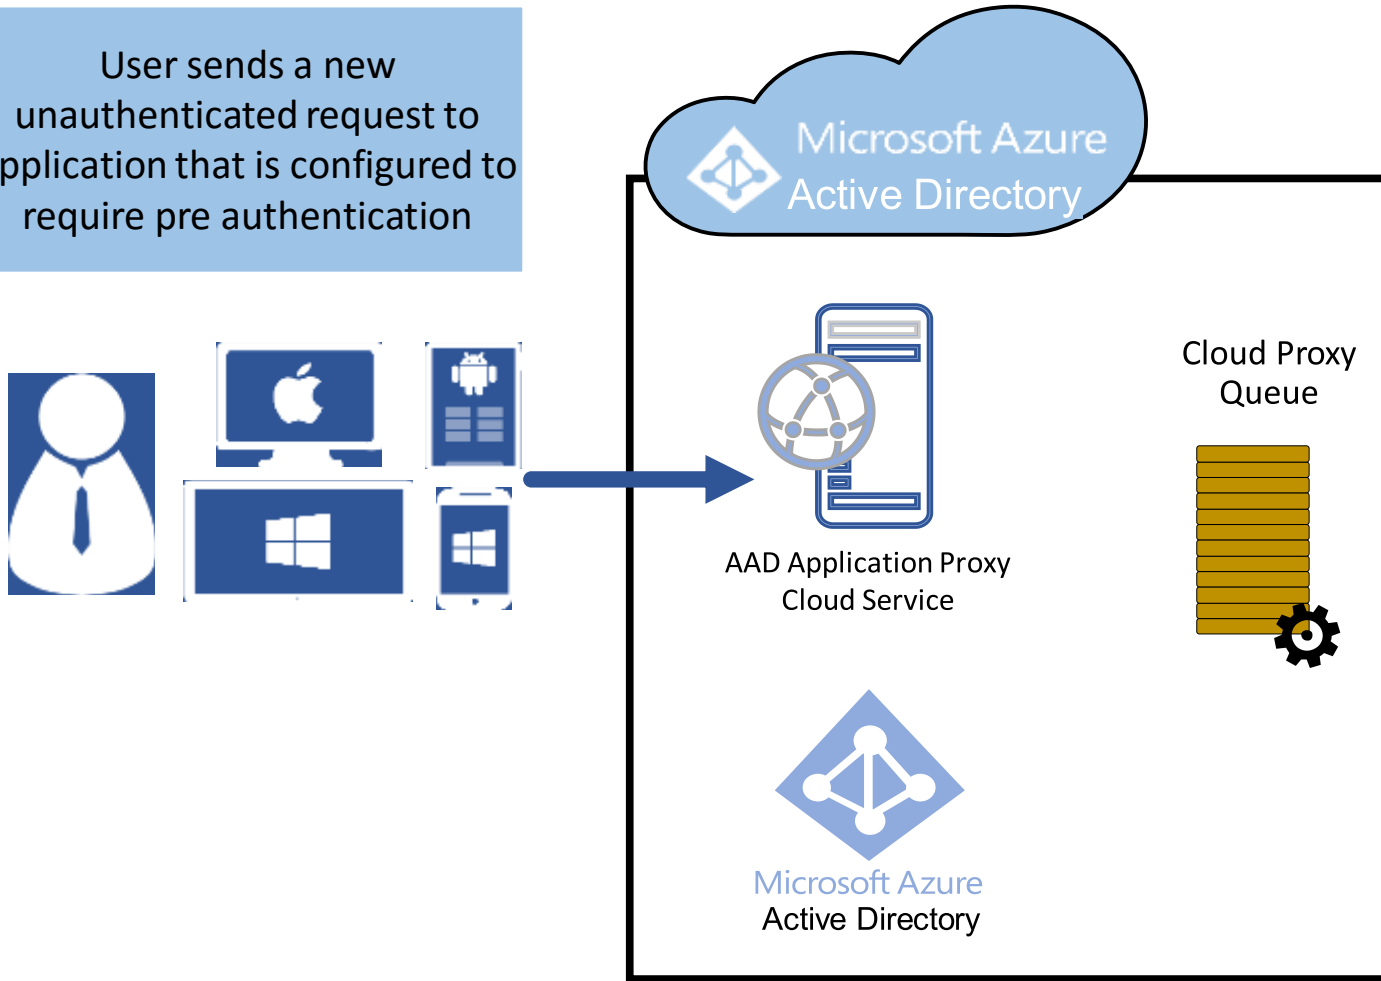 User sends a new
unauthenticated request to
pplication that is configured to
require pre authentication
Microsoft Azure
Active Directory
Cloud Proxy
Queue
AAD Application Proxy
Cloud Service
Microsoft Azure
Active Directory